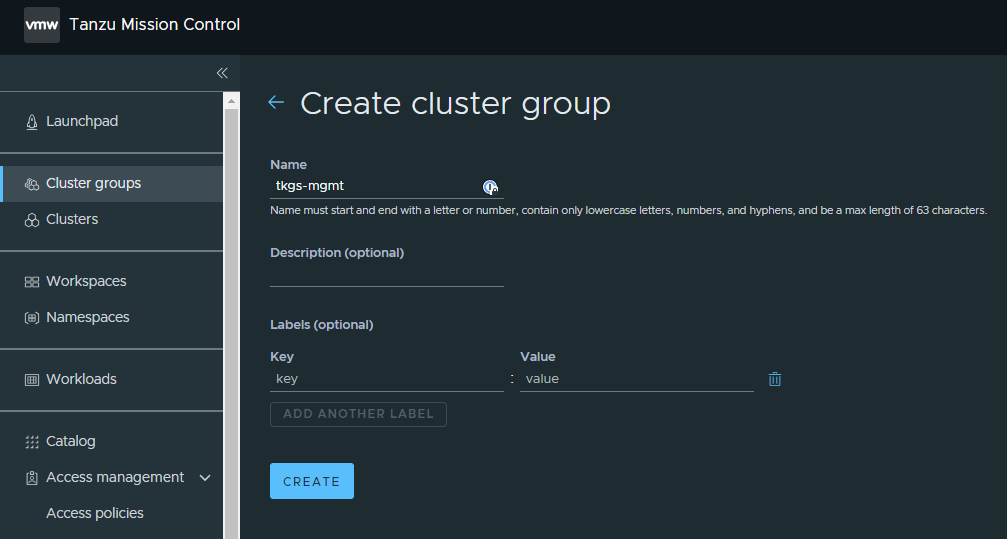 vmw Tanzu Mission Control
Launchpad
Cluster groups
Clusters
Workspaces
Namespaces
Workloads
Catalog
Access management
Access policies
Create cluster group
Name
tkgs-mgmt
Name must start and end with a letter or number, contain only lowercase letters, numbers, and hyphens, and be a max length of 63 characters.
Description (optional)
Labels (optional)
Key Value
key : value
ADD ANOTHER LABEL
CREATE